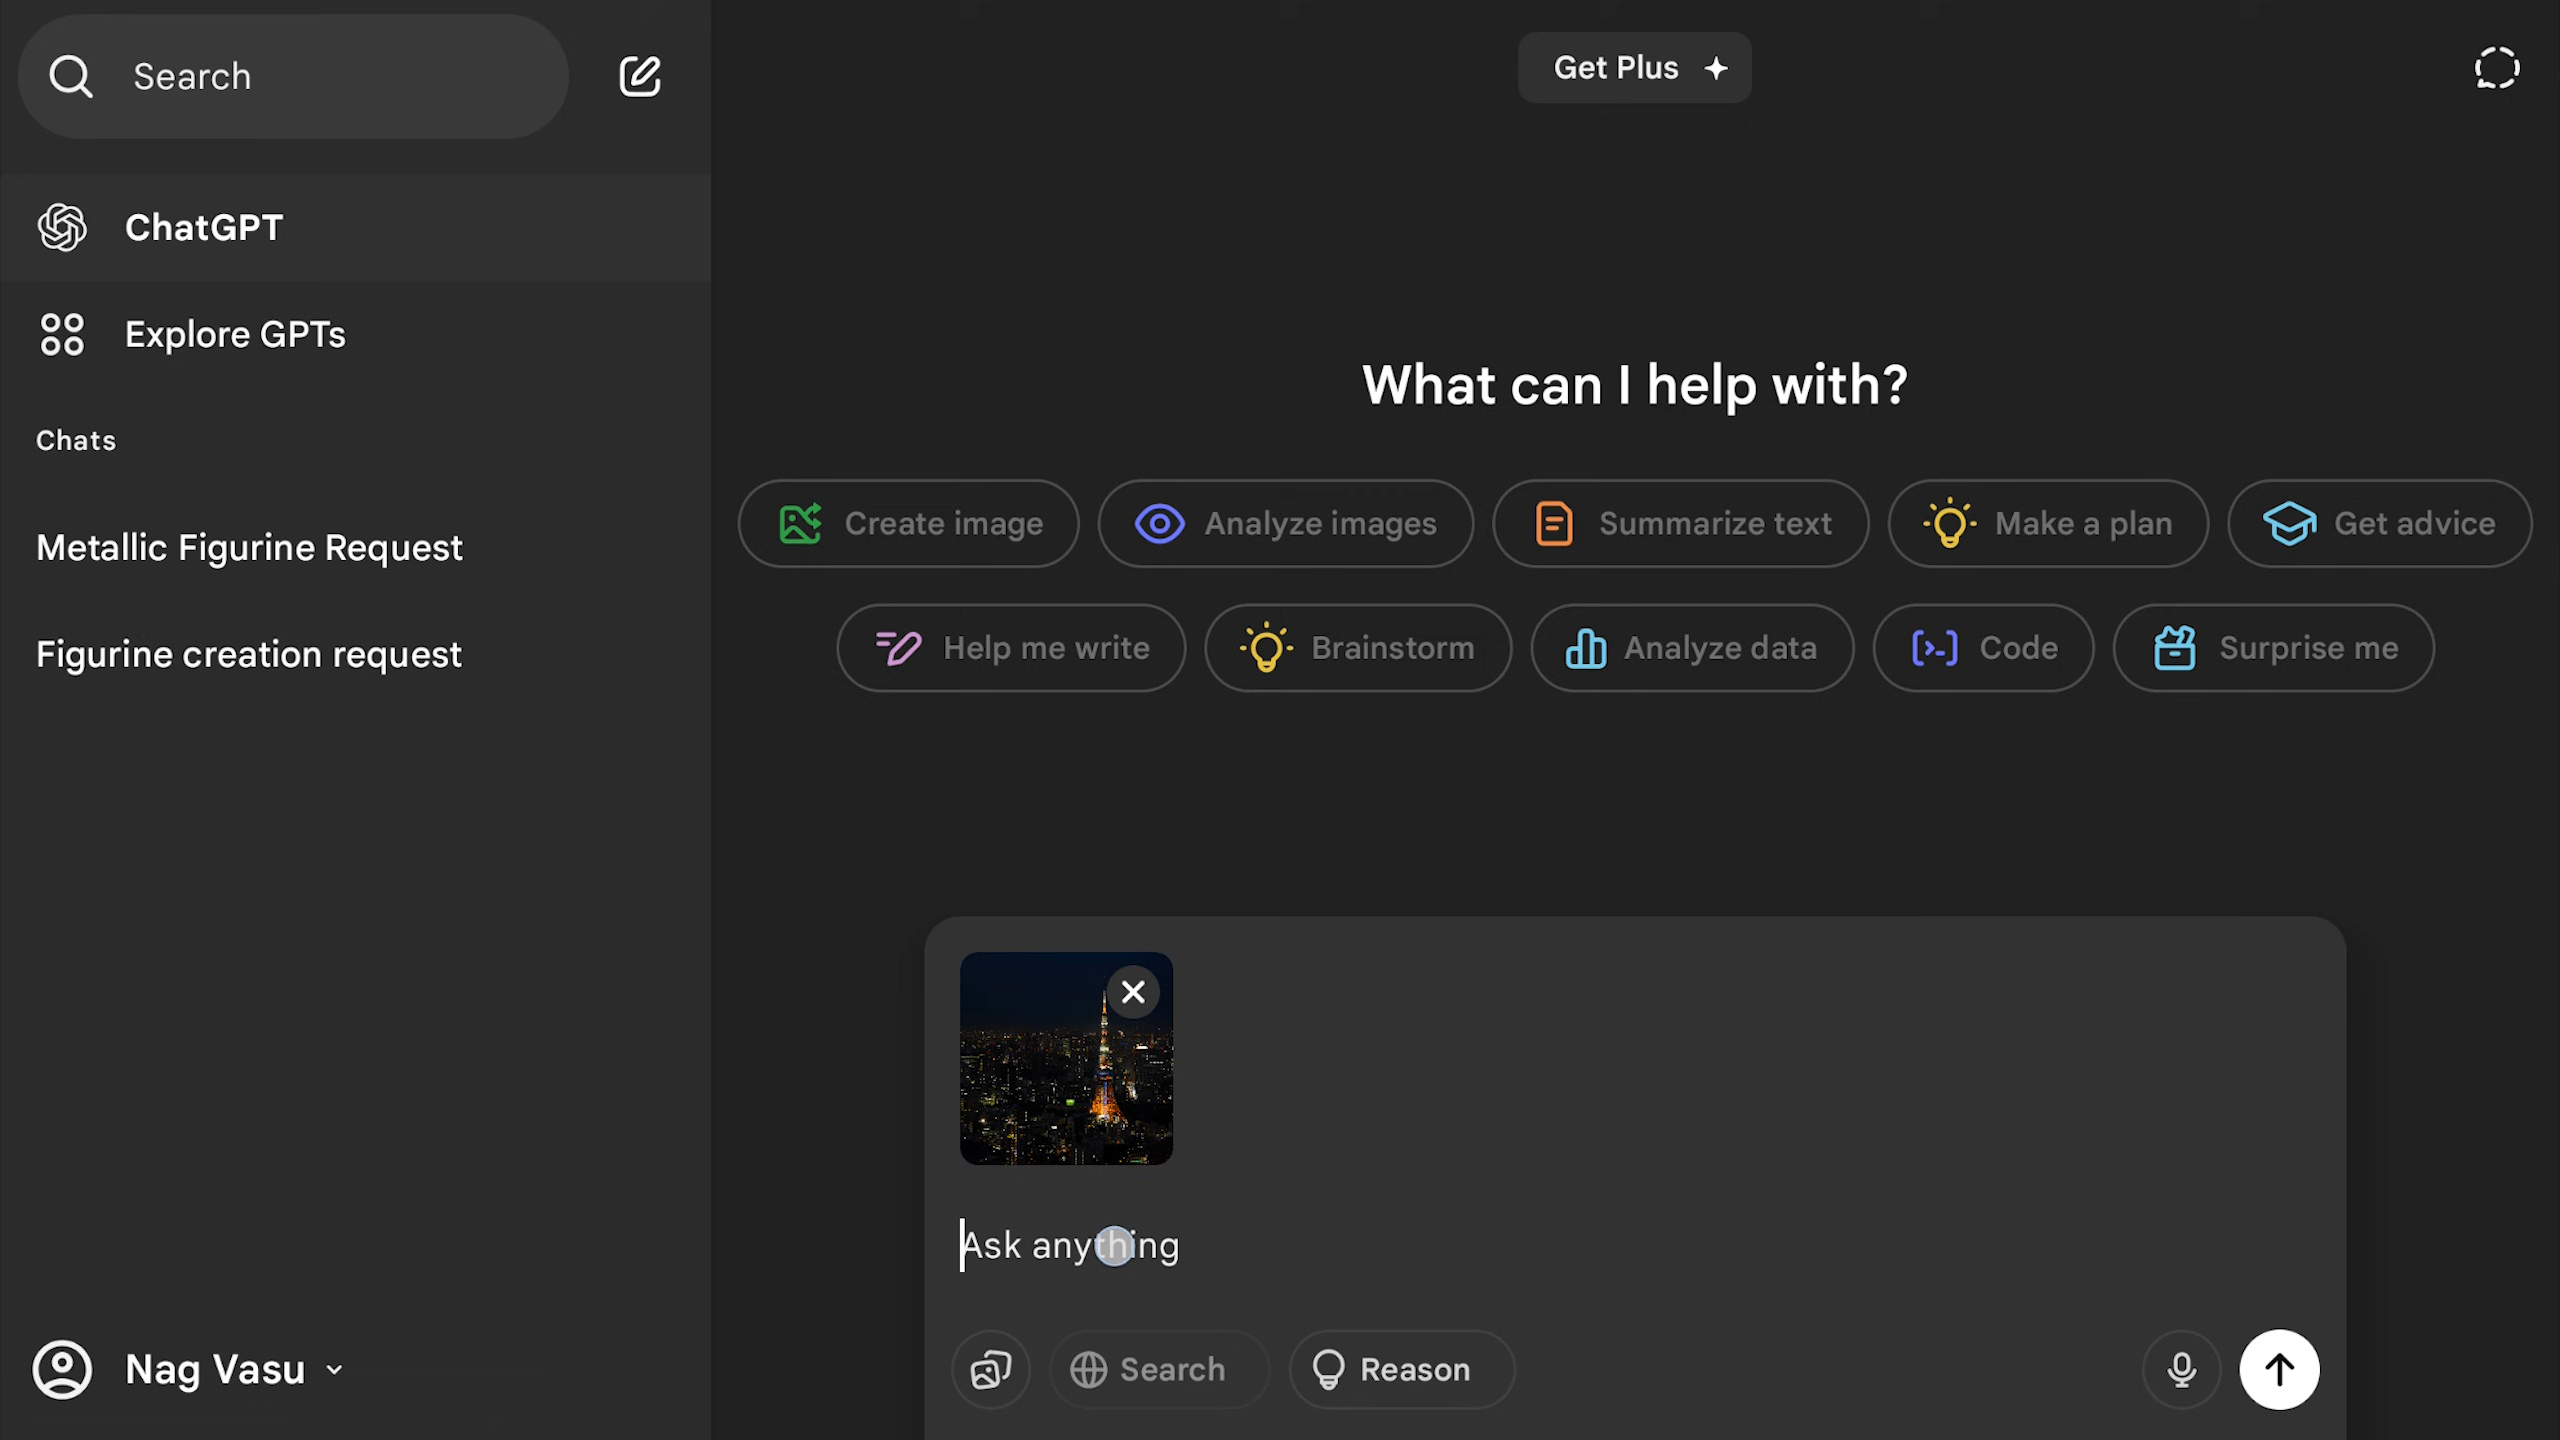 Search
Get Plus
ChatGPT
Explore GPTs
Chats
Metallic Figurine Request
Figurine creation request
Nag Vasu
What can I help with?
Create image
Analyze images
Summarize text
Make a plan
Get advice
Help me write
Brainstorm
Analyze data
Code
Surprise me
Ask anything
Search
Reason